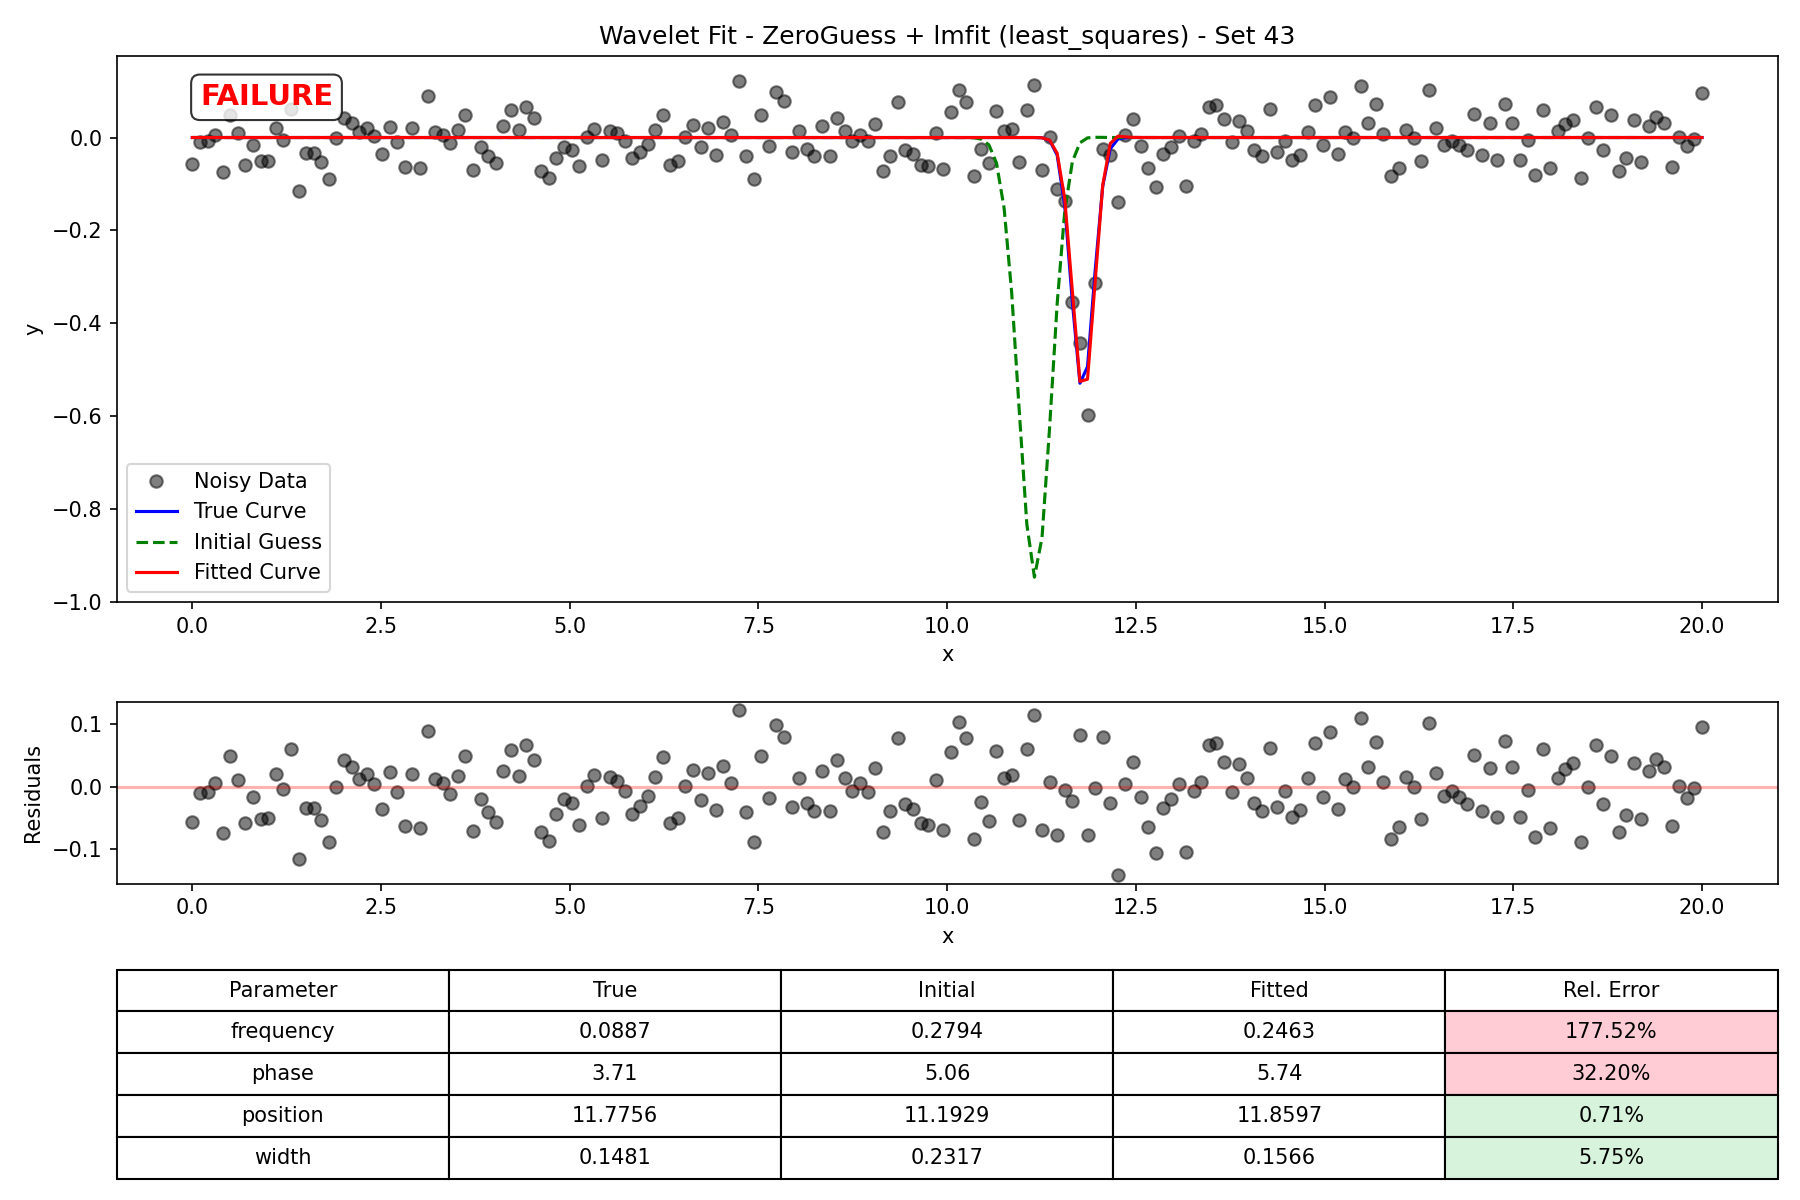 Wavelet Fit - ZeroGuess + lmfit (least_squares) - Set 43
FAILURE
0.0
−0.2
−0.4
−0.6
−0.8
−1.0
y
Noisy Data
True Curve
Initial Guess
Fitted Curve
0.0 2.5 5.0 7.5 10.0 12.5 15.0 17.5 20.0
x
0.1
0.0
−0.1
Residuals
0.0 2.5 5.0 7.5 10.0 12.5 15.0 17.5 20.0
x
Parameter True Initial Fitted Rel. Error
frequency 0.0887 0.2794 0.2463 177.52%
phase 3.71 5.06 5.74 32.20%
position 11.7756 11.1929 11.8597 0.71%
width 0.1481 0.2317 0.1566 5.75%